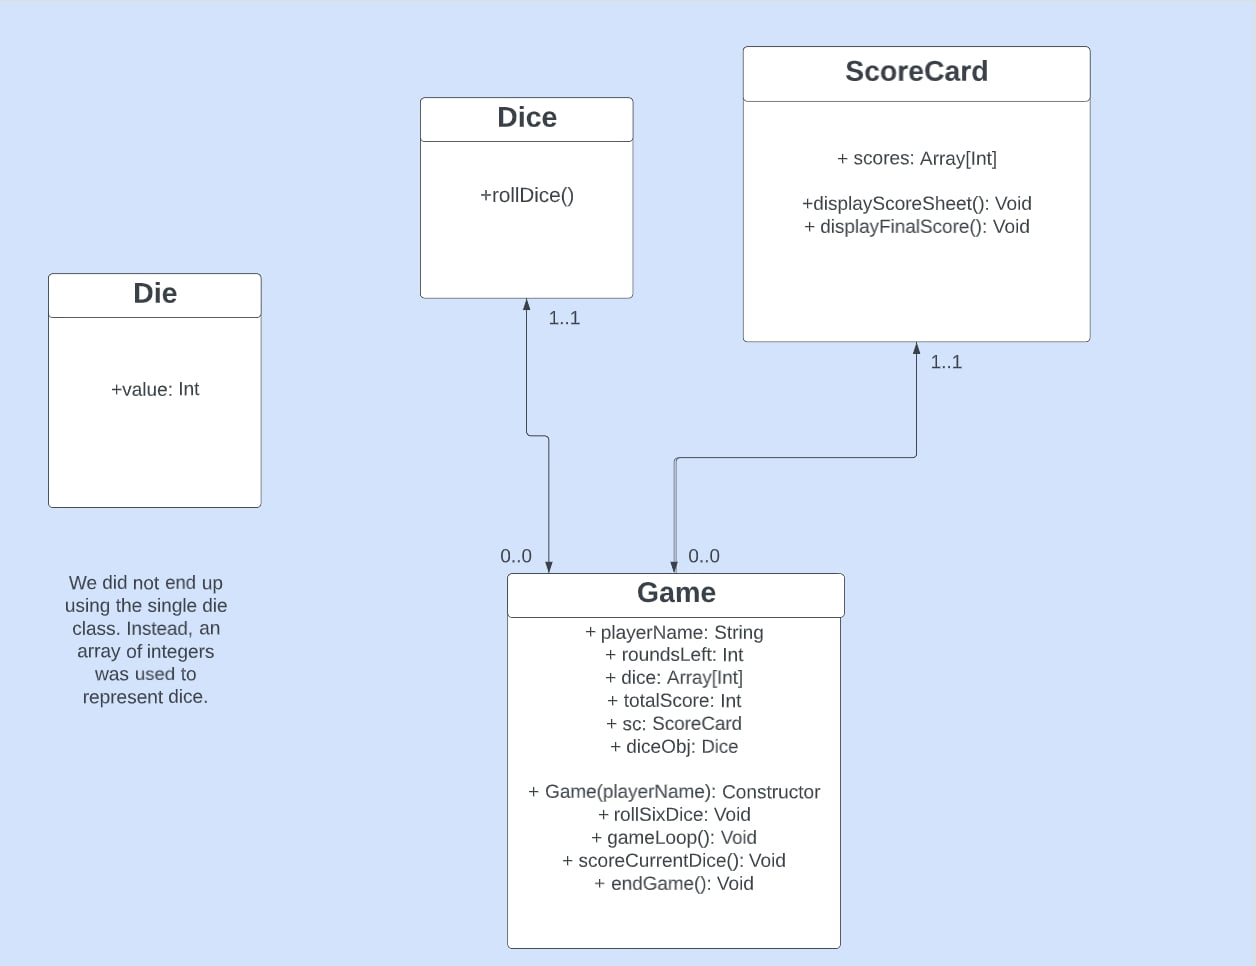 ScoreCard
+ scores: Array[Int]
+displayScoreSheet(): Void
+ displayFinalScore(): Void
1..1
Dice
+rollDice()
1..1
Die
+value: Int
We did not end up
using the single die
class. Instead, an
array of integers
was used to
represent dice.
0..0
0..0
Game
+ playerName: String
+ roundsLeft: Int
+ dice: Array[Int]
+ totalScore: Int
+ sc: ScoreCard
+ diceObj: Dice
+ Game(playerName): Constructor
+ rollSixDice: Void
+ gameLoop(): Void
+ scoreCurrentDice(): Void
+ endGame(): Void